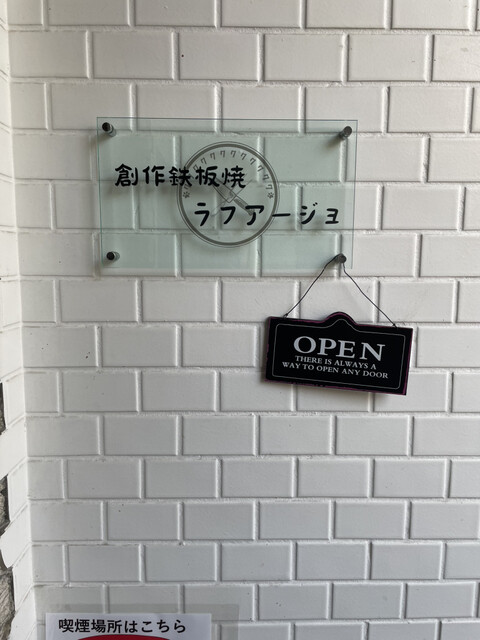 創作鉄板焼
ラフアージョ
OPEN
THERE IS ALWAYS A
WAY TO OPEN ANY DOOR
喫煙場所はこちら